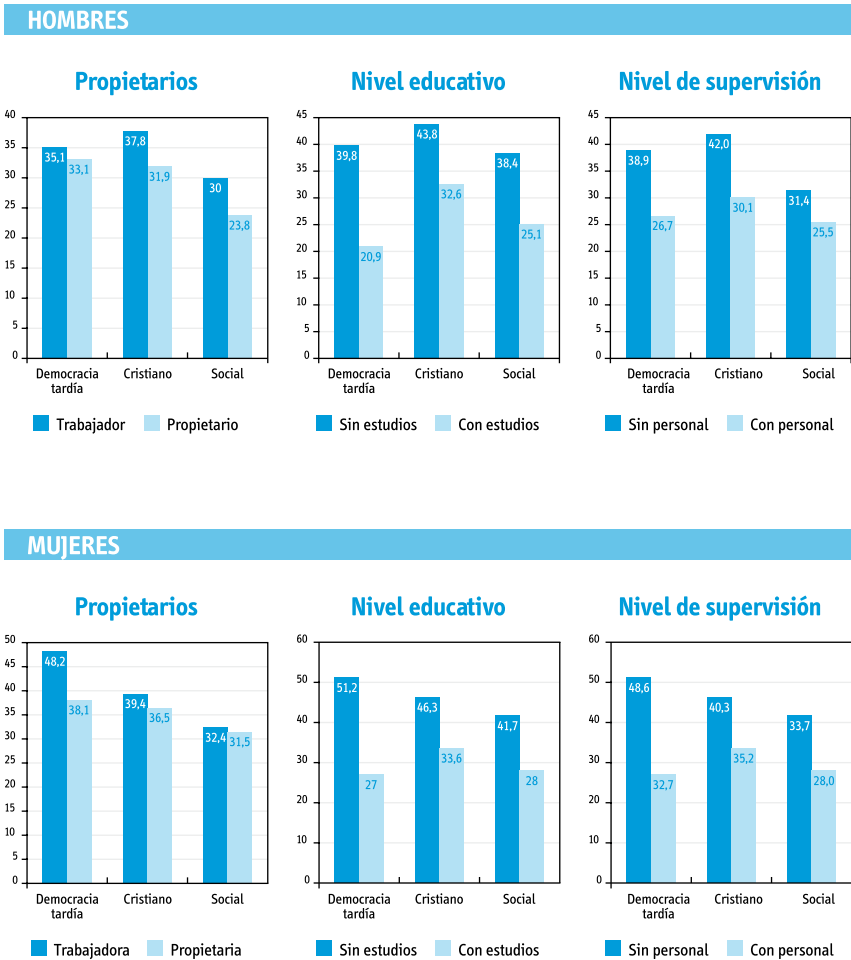 HOMBRES
Propietarios
40
35
30
25
20
15
10
5
0
35,1
33,1
37,8
31,9
30
23,8
Democracia
tardía
Cristiano
Social
Trabajador
Propietario
Nivel educativo
45
40
35
30
25
20
15
10
5
0
39,8
20,9
43,8
32,6
38,4
25,1
Democracia
tardía
Cristiano
Social
Sin estudios
Con estudios
Nivel de supervisión
45
40
35
30
25
20
15
10
5
0
38,9
26,7
42,0
30,1
31,4
25,5
Democracia
tardía
Cristiano
Social
Sin personal
Con personal
MUJERES
Propietarios
50
45
40
35
30
25
20
15
10
5
0
48,2
38,1
39,4
36,5
32,4
31,5
Democracia
tardía
Cristiano
Social
Trabajadora
Propietaria
Nivel educativo
60
50
40
30
20
10
0
51,2
27
46,3
33,6
41,7
28
Democracia
tardía
Cristiano
Social
Sin estudios
Con estudios
Nivel de supervisión
60
50
40
30
20
10
0
48,6
32,7
40,3
35,2
33,7
28,0
Democracia
tardía
Cristiano
Social
Sin personal
Con personal